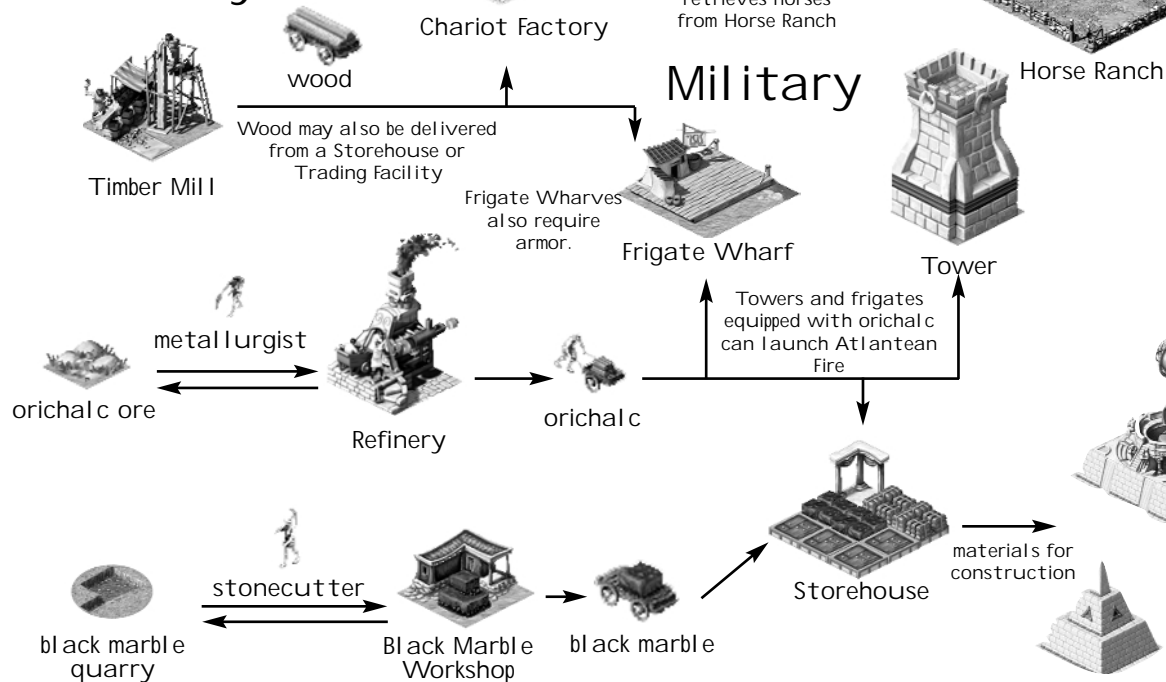 Chariot Factory
retrieves horses
from Horse Ranch
Horse Ranch
Military
wood
Wood may also be delivered
from a Storehouse or
Trading Facility
Timber Mill
Frigate Wharves
also require
armor.
Frigate Wharf
Tower
Towers and frigates
equipped with orichalc
can launch Atlantean
Fire
metallurgist
orichalc ore
Refinery
orichalc
Storehouse
materials for
construction
stonecutter
black marble
quarry
Black Marble
Workshop
black marble